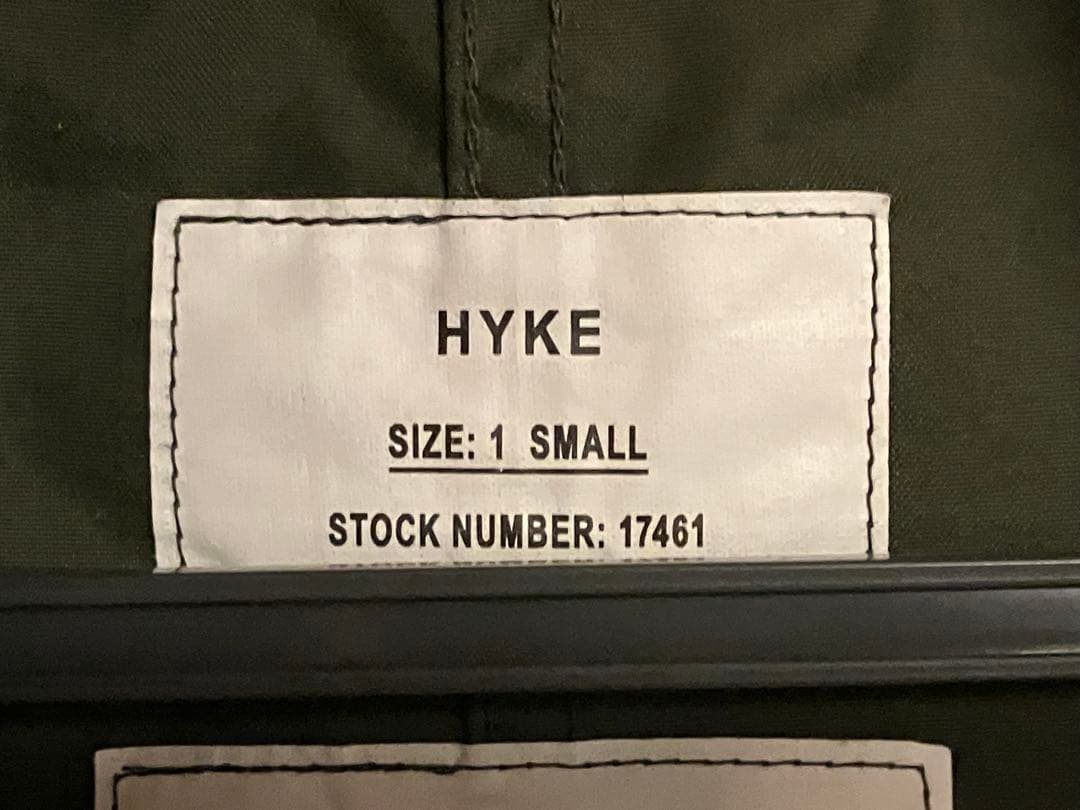 HYKE
SIZE: 1 SMALL
STOCK NUMBER: 17461